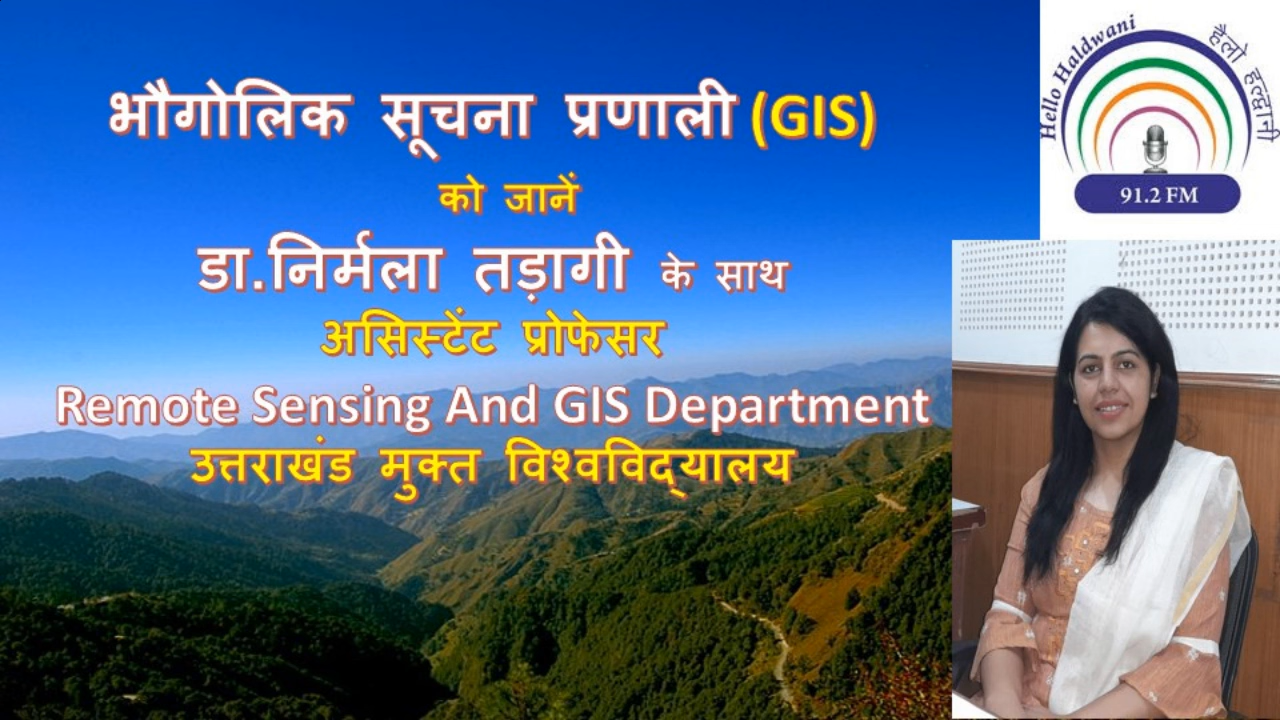 भौगोलिक सूचना प्रणाली (GIS)
को जानें
डा.निर्मला तड़ागी के साथ
असिस्टेंट प्रोफेसर
Remote Sensing And GIS Department
उत्तराखंड मुक्त विश्वविद्यालय
Hello Haldwani
हैलो हल्द्वानी
91.2 FM